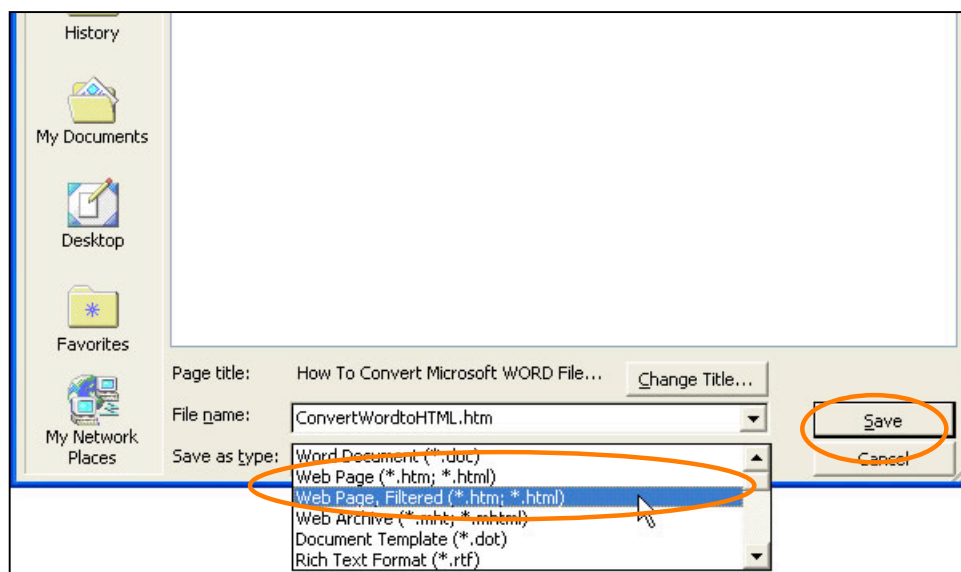 History
My Documents
Desktop
Favorites
My Network
Places
Page title: How To Convert Microsoft WORD File... Change Title...
File name: ConvertWordtoHTML.htm Save
Save as type: Word Document (*.doc) Cancel
Web Page (*.htm; *.html)
Web Page, Filtered (*.htm; *.html)
Web Archive (*.mht; *.mhtml)
Document Template (*.dot)
Rich Text Format (*.rtf)